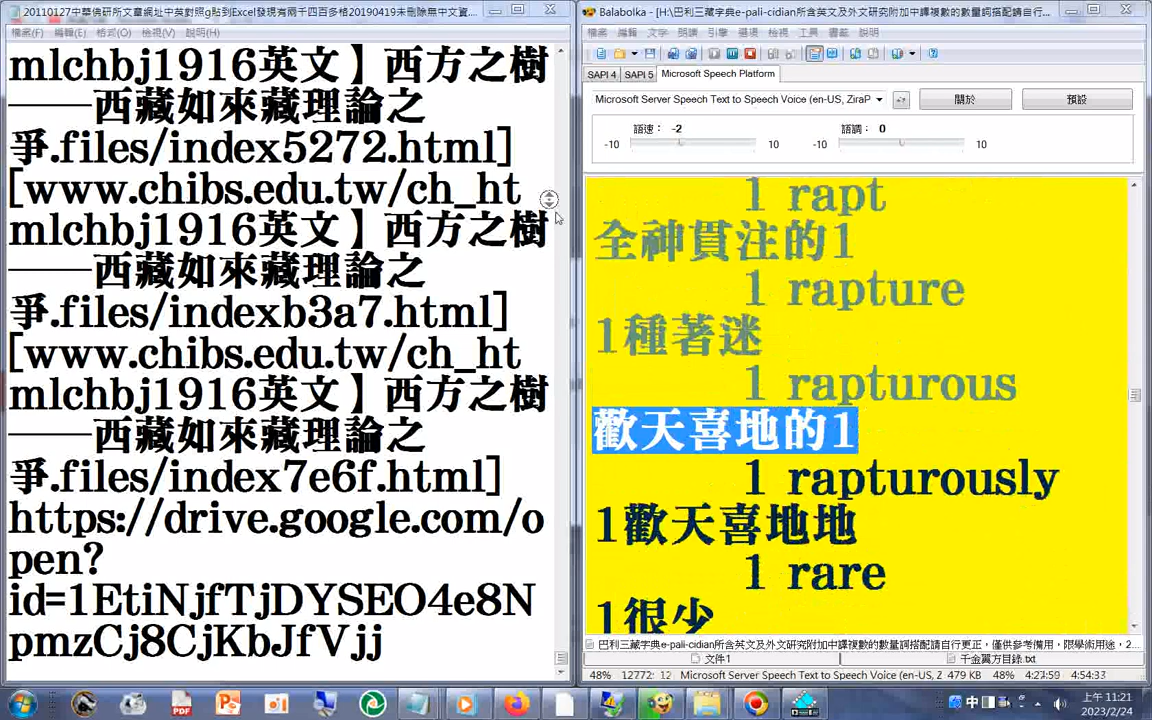 20110127中華佛研所文章網址中英對照g貼到Excel發現有兩千四百多格20190419未刪除無中文資...
檔案(F) 編輯(E) 格式(O) 檢視(V) 說明(H)
mlchbj1916英文】西方之樹
——西藏如來藏理論之
爭.files/index5272.html]
[www.chibs.edu.tw/ch_ht
mlchbj1916英文】西方之樹
——西藏如來藏理論之
爭.files/indexb3a7.html]
[www.chibs.edu.tw/ch_ht
mlchbj1916英文】西方之樹
——西藏如來藏理論之
爭.files/index7e6f.html]
https://drive.google.com/o
pen?
id=1EtiNjfTjDYSEO4e8N
pmzCj8CjKbJfVjj
Balabolka - [H:\巴利三藏字典e-pali-cidian所含英文及外文研究附加中譯複數的數量詞搭配請自行...
檔案 編輯 文字 朗讀 引擎 選項 檢視 工具 書籤 說明
SAPI 4 SAPI 5 Microsoft Speech Platform
Microsoft Server Speech Text to Speech Voice (en-US, ZiraP
關於 預設
語速： -2 語調： 0
-10 10 -10 10
1 rapt
全神貫注的1
1 rapture
1種著迷
1 rapturous
歡天喜地的1
1 rapturously
1歡天喜地地
1 rare
1很少
巴利三藏字典e-pali-cidian所含英文及外文研究附加中譯複數的數量詞搭配請自行更正，僅供參考備用，限學術用途，2...
文件1 千金翼方目錄.txt
48% 12772: 12 Microsoft Server Speech Text to Speech Voice (en-US, Z 479 KB 48% 4:23:59 4:54:33
中
上午 11:21
2023/2/24